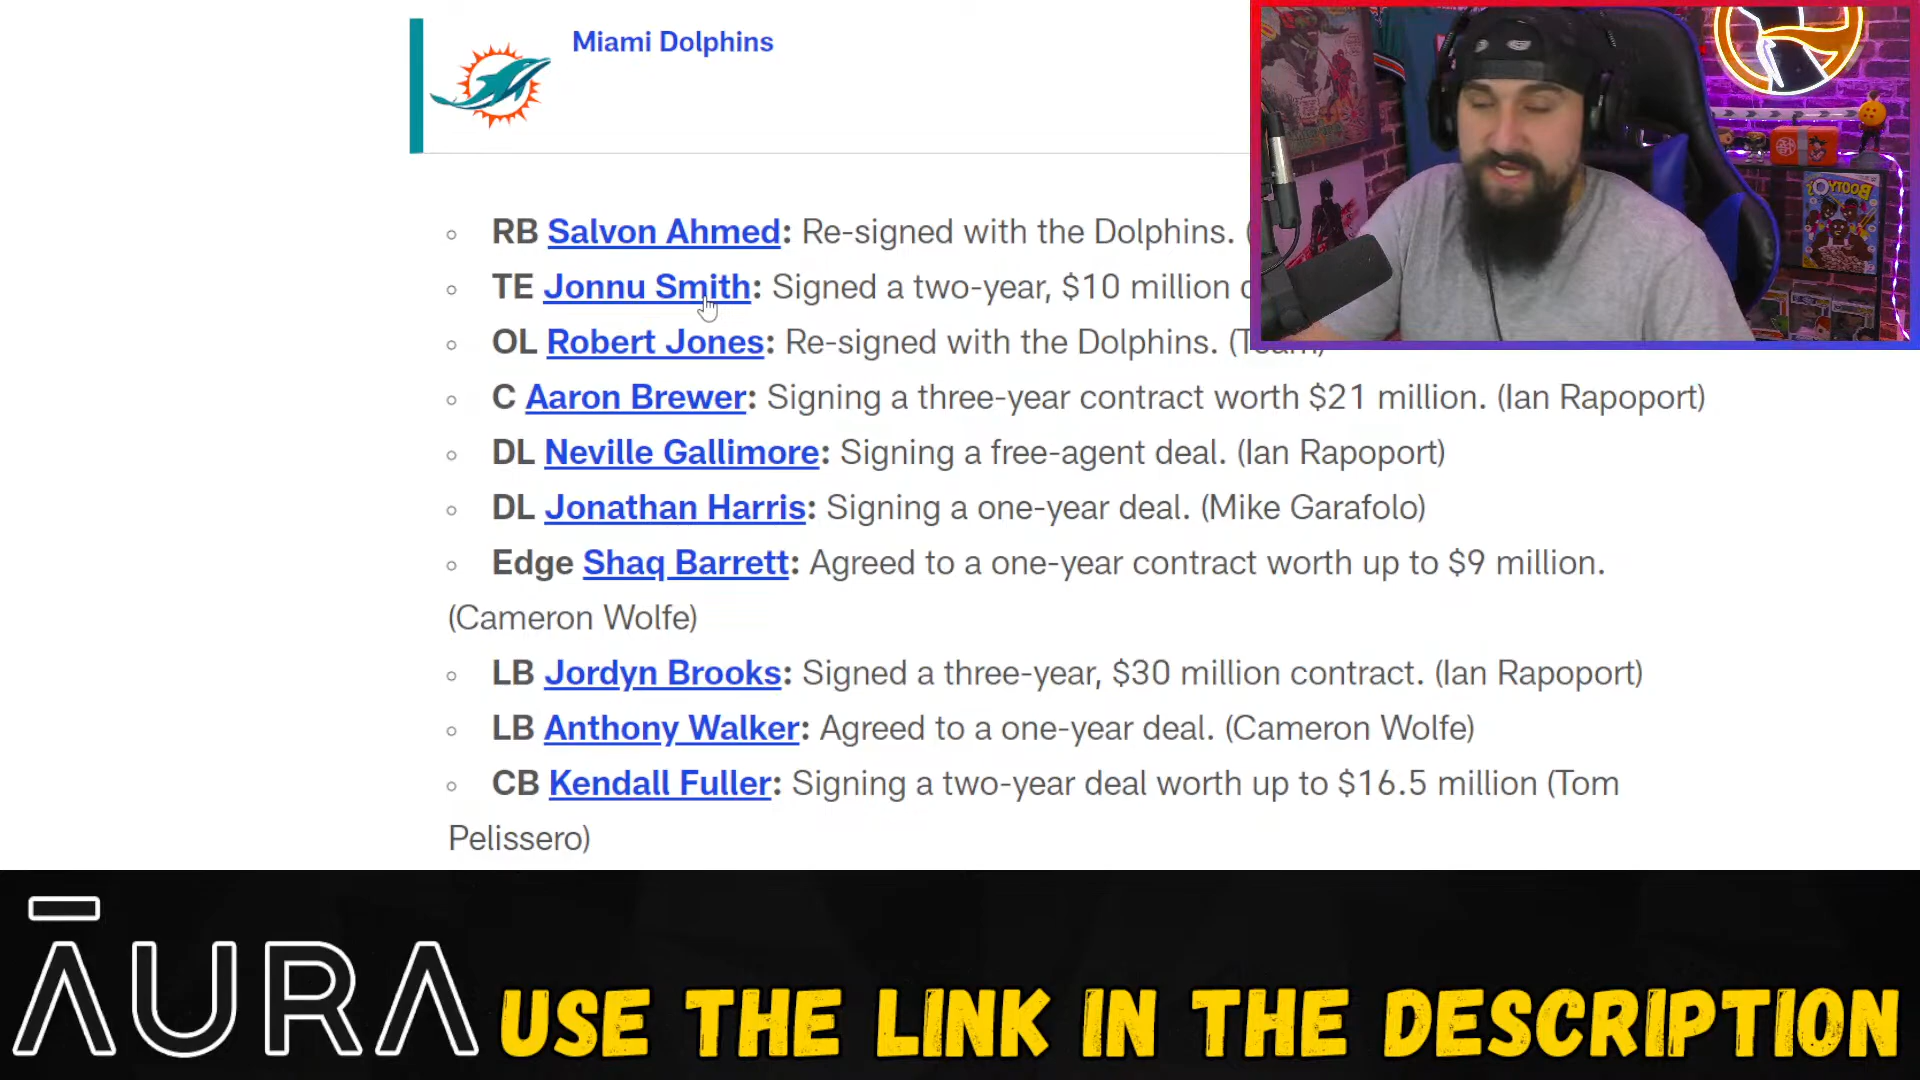 Miami Dolphins
RB Salvon Ahmed: Re-signed with the Dolphins. (
TE Jonnu Smith: Signed a two-year, $10 million
OL Robert Jones: Re-signed with the Dolphins. (Team)
C Aaron Brewer: Signing a three-year contract worth $21 million. (Ian Rapoport)
DL Neville Gallimore: Signing a free-agent deal. (Ian Rapoport)
DL Jonathan Harris: Signing a one-year deal. (Mike Garafolo)
Edge Shaq Barrett: Agreed to a one-year contract worth up to $9 million.
(Cameron Wolfe)
LB Jordyn Brooks: Signed a three-year, $30 million contract. (Ian Rapoport)
LB Anthony Walker: Agreed to a one-year deal. (Cameron Wolfe)
CB Kendall Fuller: Signing a two-year deal worth up to $16.5 million (Tom
Pelissero)
ĀURA USE THE LINK IN THE DESCRIPTION